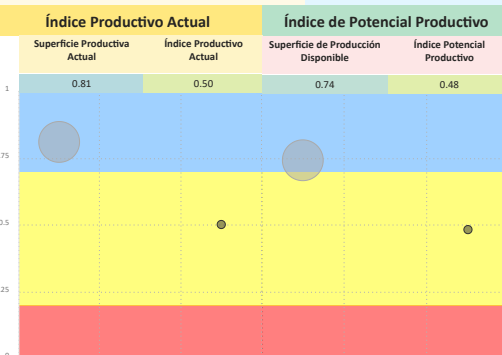 Índice Productivo Actual
Índice de Potencial Productivo
Superficie Productiva
Actual
Índice Productivo
Actual
Superficie de Producción
Disponible
Índice Potencial
Productivo
0.81
0.50
0.74
0.48
1
.75
0.5
.25
0